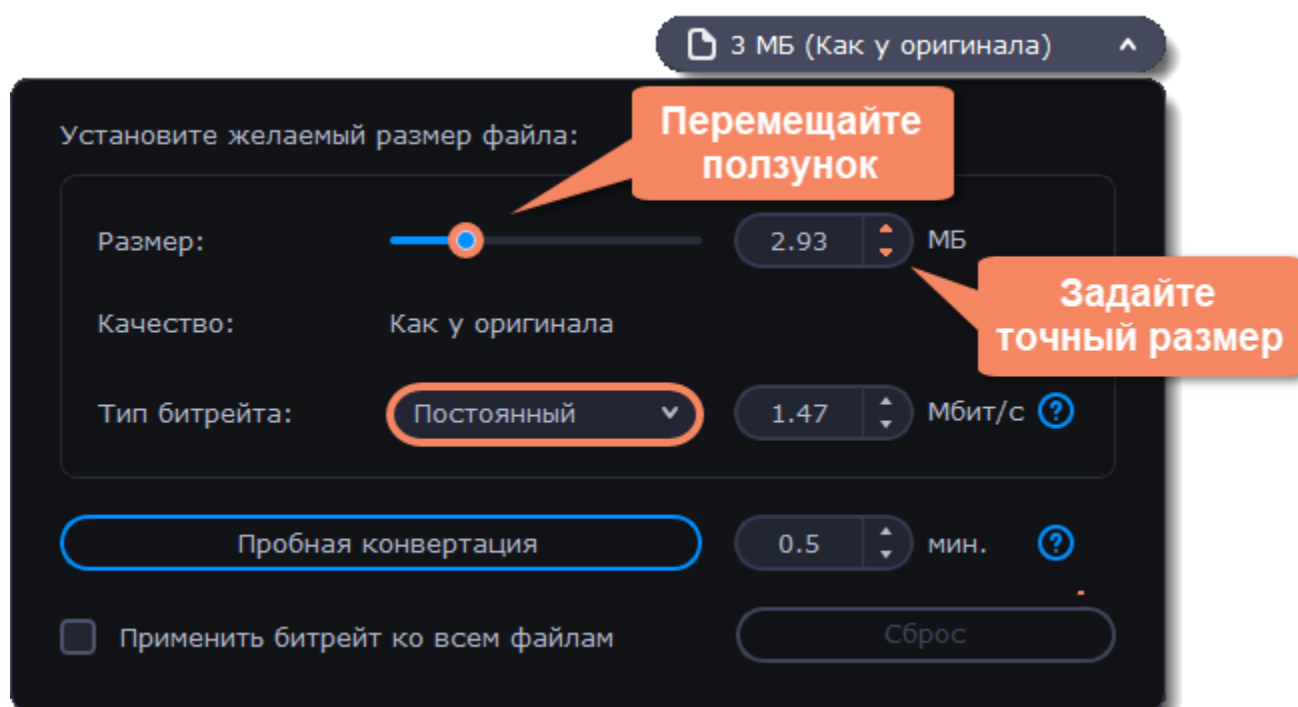 3 МБ (Как у оригинала)
Установите желаемый размер файла:
Перемещайте
ползунок
Размер:
2.93
МБ
Задайте
точный размер
Качество:
Как у оригинала
Тип битрейта:
Постоянный
1.47
Мбит/с ?
Пробная конвертация
0.5
мин. ?
Применить битрейт ко всем файлам
Сброс